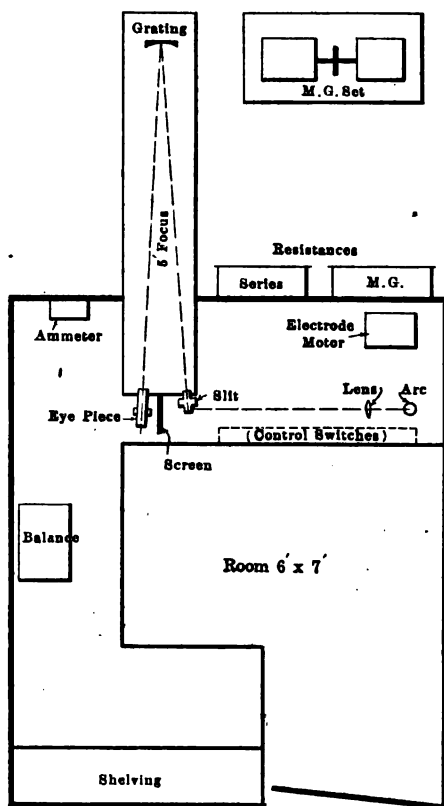 Grating
M.G. Set
5' Focus
Resistances
Series
M.G.
Ammeter
Electrode
Motor
Slit
Lens
Arc
Eye Piece
(Control Switches)
Screen
Balance
Room 6' x 7'
Shelving